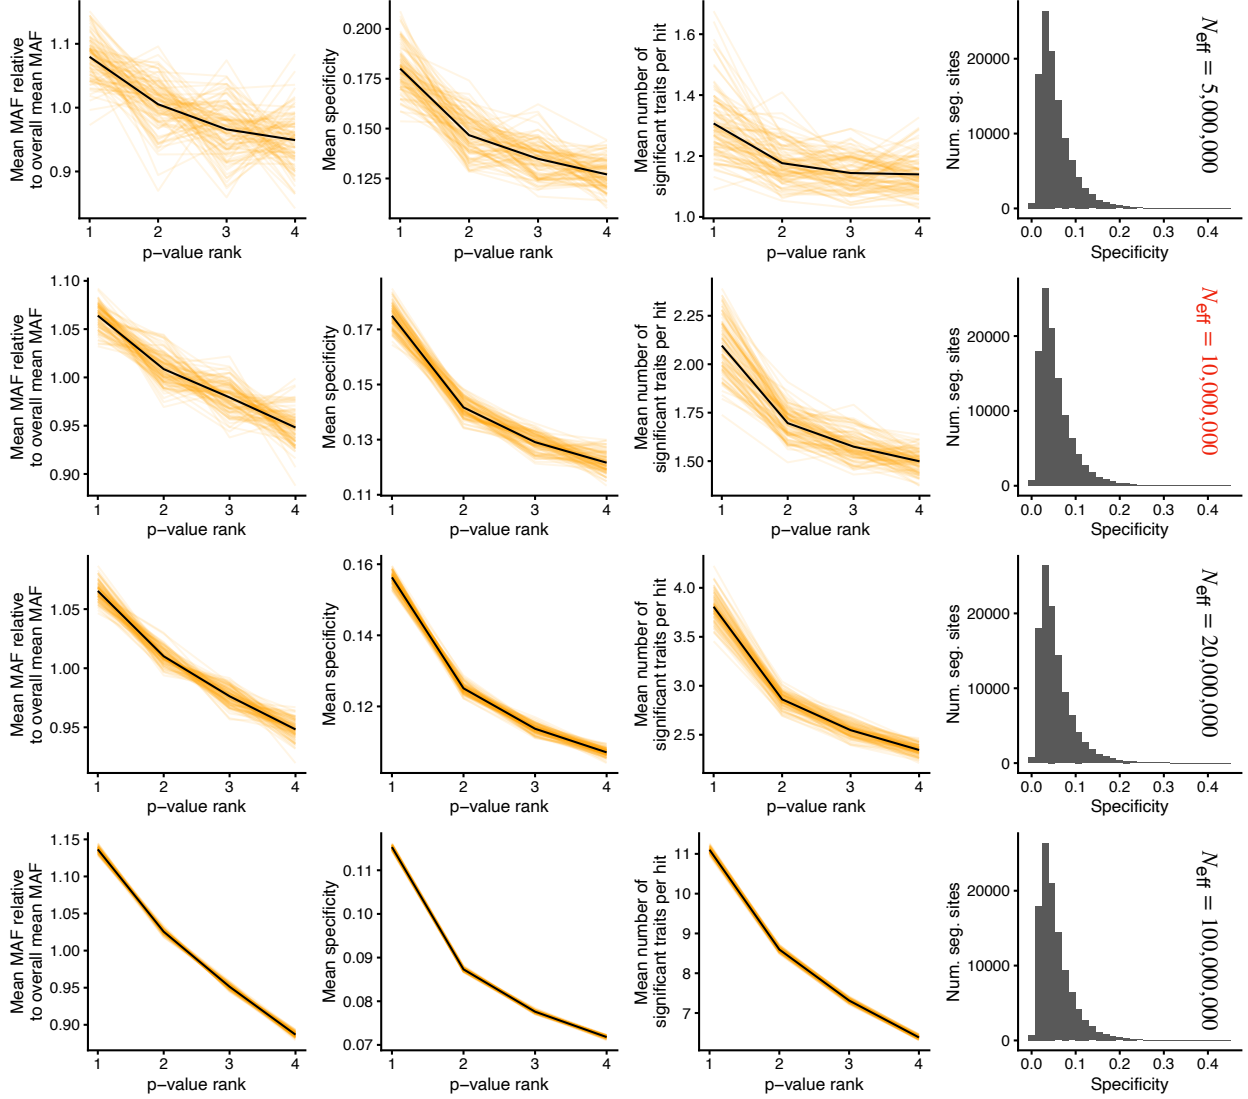 Mean MAF relative
to overall mean MAF
1.1
1.0
0.9
1 2 3 4
p−value rank
Mean specificity
0.200
0.175
0.150
0.125
1 2 3 4
p−value rank
Mean number of
significant traits per hit
1.6
1.4
1.2
1.0
1 2 3 4
p−value rank
Num. seg. sites
20000
10000
0
0.0 0.1 0.2 0.3 0.4
Specificity
Neff = 5,000,000
Mean MAF relative
to overall mean MAF
1.10
1.05
1.00
0.95
0.90
1 2 3 4
p−value rank
Mean specificity
0.17
0.15
0.13
0.11
1 2 3 4
p−value rank
Mean number of
significant traits per hit
2.25
2.00
1.75
1.50
1 2 3 4
p−value rank
Num. seg. sites
20000
10000
0
0.0 0.1 0.2 0.3 0.4
Specificity
Neff = 10,000,000
Mean MAF relative
to overall mean MAF
1.05
1.00
0.95
1 2 3 4
p−value rank
Mean specificity
0.16
0.14
0.12
1 2 3 4
p−value rank
Mean number of
significant traits per hit
4.0
3.5
3.0
2.5
1 2 3 4
p−value rank
Num. seg. sites
20000
10000
0
0.0 0.1 0.2 0.3 0.4
Specificity
Neff = 20,000,000
Mean MAF relative
to overall mean MAF
1.15
1.10
1.05
1.00
0.95
0.90
1 2 3 4
p−value rank
Mean specificity
0.11
0.10
0.09
0.08
0.07
1 2 3 4
p−value rank
Mean number of
significant traits per hit
11
10
9
8
7
1 2 3 4
p−value rank
Num. seg. sites
20000
10000
0
0.0 0.1 0.2 0.3 0.4
Specificity
Neff = 100,000,000